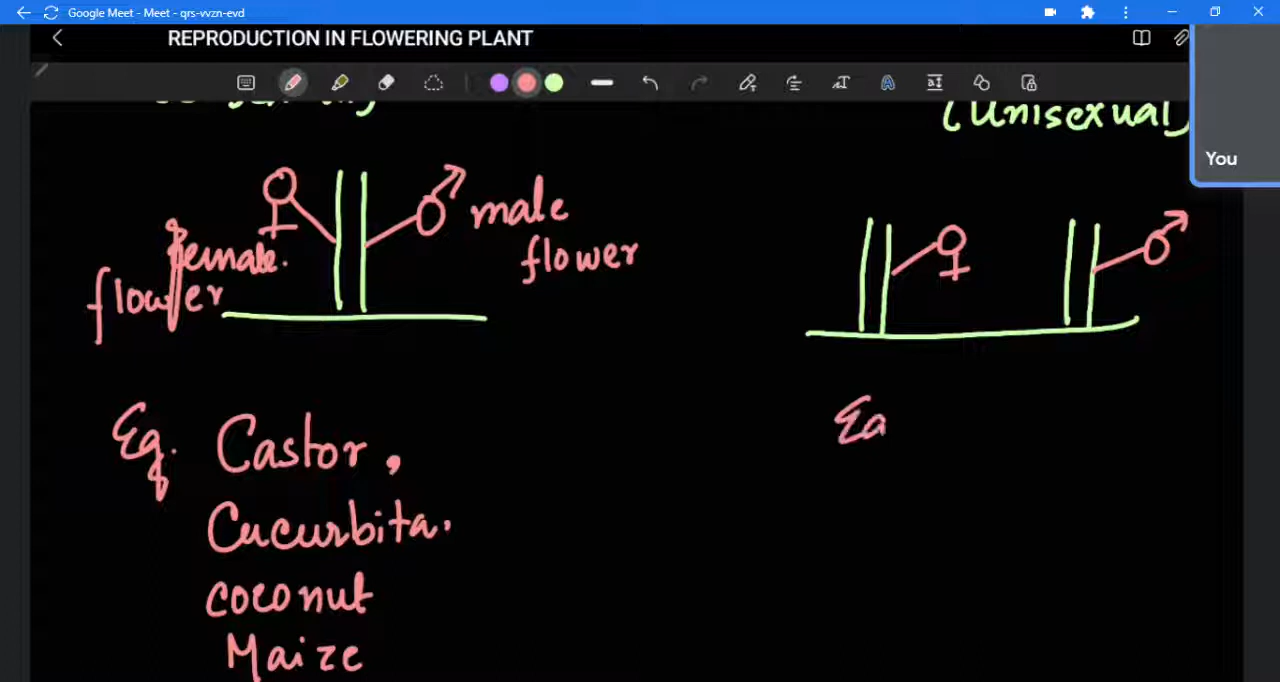 Google Meet - Meet - qrs-vvzn-evd
REPRODUCTION IN FLOWERING PLANT
(Unisexual)
You
male
flower
female.
flower
Eg. Castor,
Cucurbita.
coconut
Maize